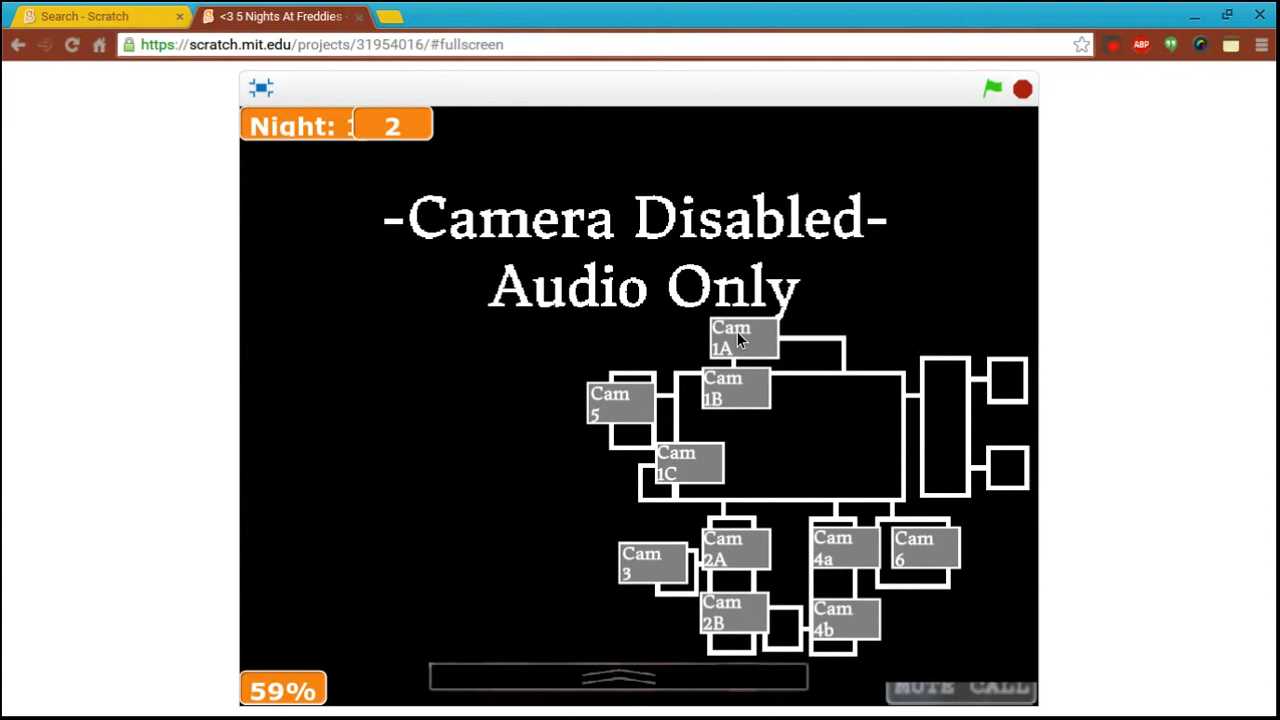 Search - Scratch
<3 5 Nights At Freddies -
https://scratch.mit.edu/projects/31954016/#fullscreen
ABP
Night:
2
-Camera Disabled-
Audio Only
Cam
1A
Cam
1B
Cam
5
Cam
1C
Cam
2A
Cam
4a
Cam
6
Cam
3
Cam
2B
Cam
4b
59%
MUTE CALL